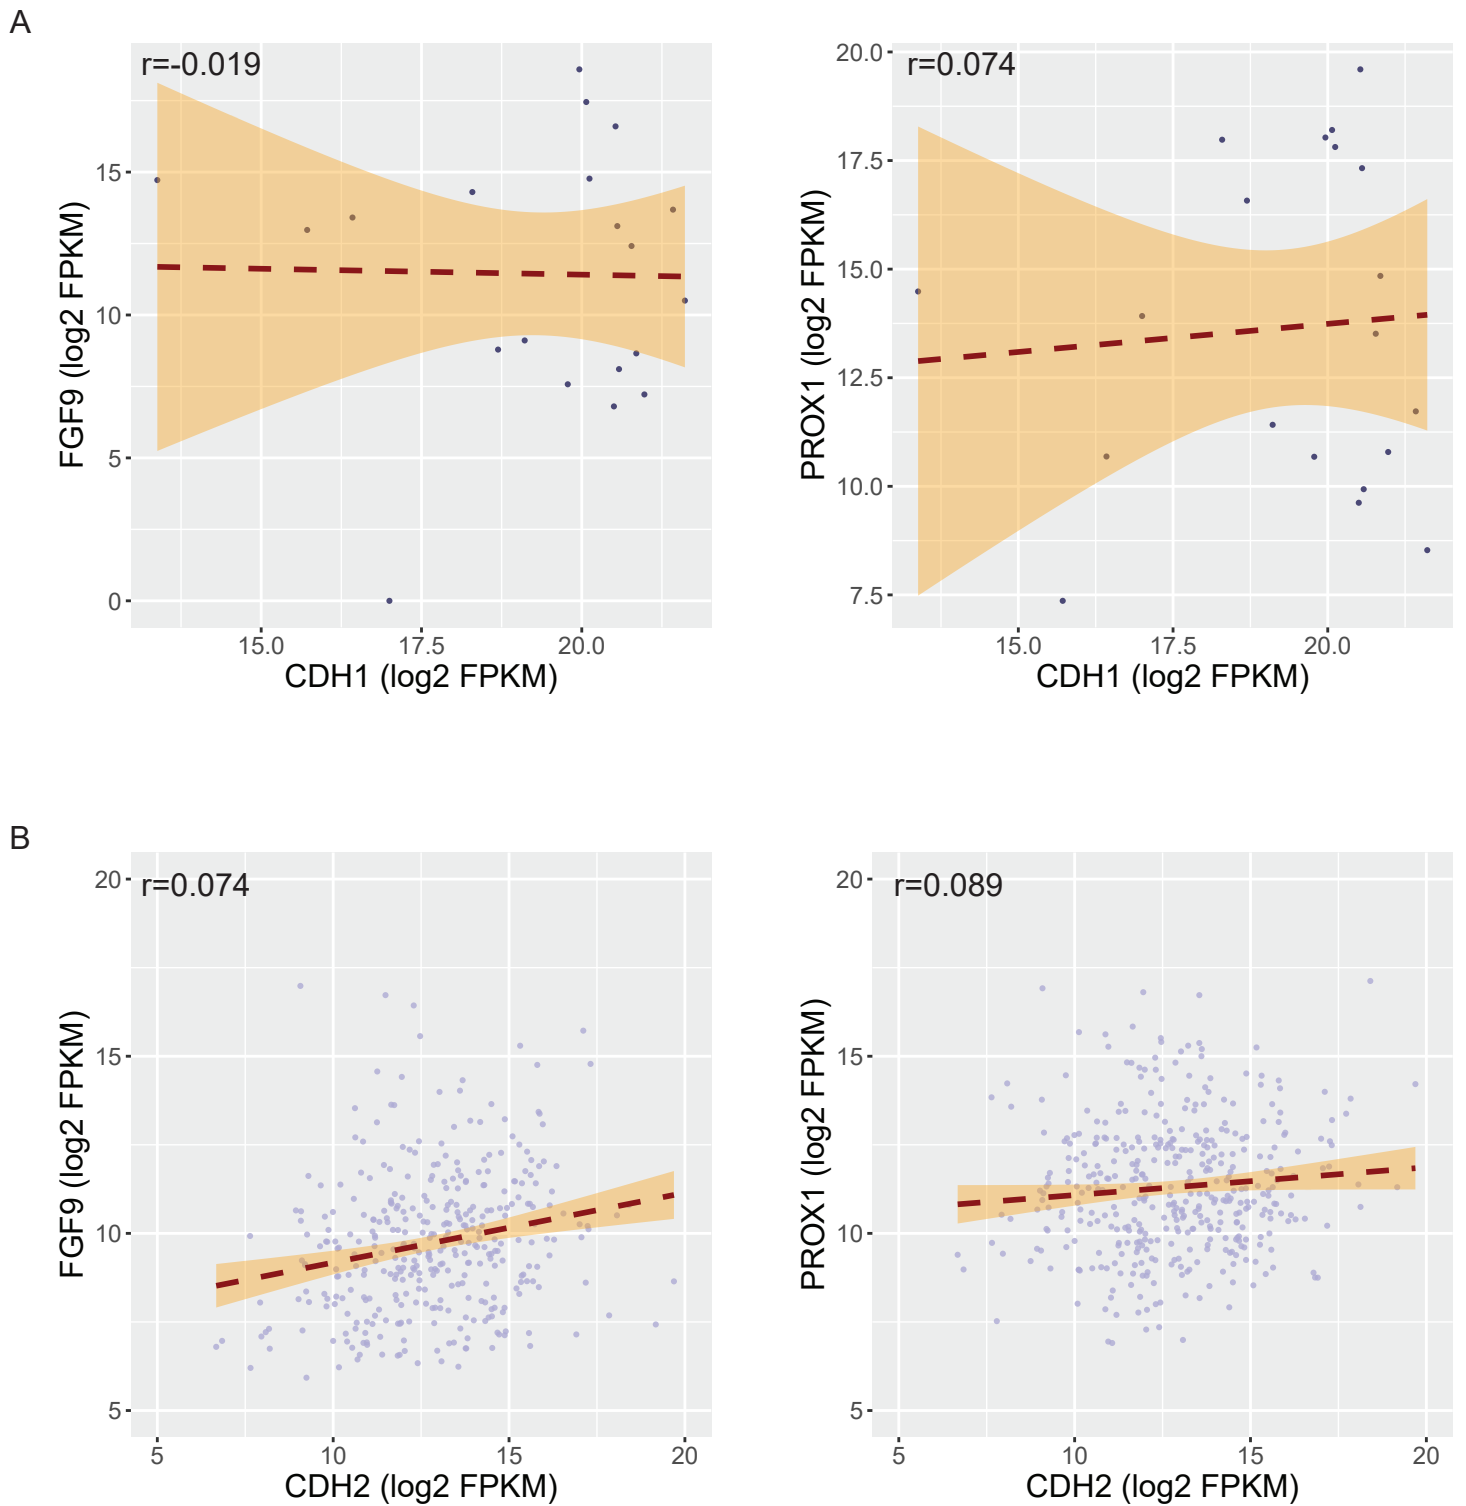 A
r=-0.019
FGF9 (log2 FPKM)
15
10
5
0
15.0 17.5 20.0
CDH1 (log2 FPKM)
r=0.074
PROX1 (log2 FPKM)
20.0
17.5
15.0
12.5
10.0
7.5
15.0 17.5 20.0
CDH1 (log2 FPKM)
B
r=0.074
FGF9 (log2 FPKM)
20
15
10
5
5 10 15 20
CDH2 (log2 FPKM)
r=0.089
PROX1 (log2 FPKM)
20
15
10
5
5 10 15 20
CDH2 (log2 FPKM)